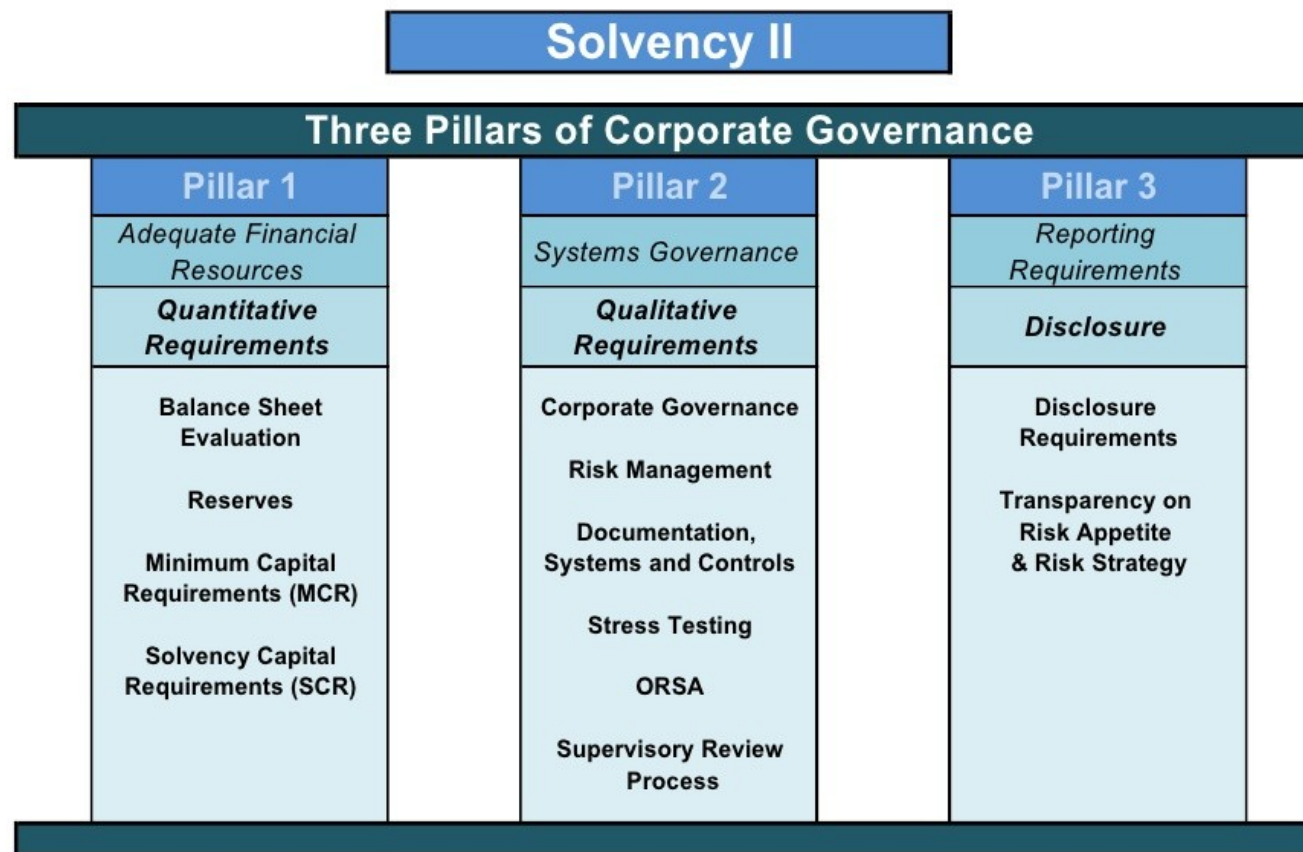 Solvency II
Three Pillars of Corporate Governance
Pillar 1
Adequate Financial
Resources
Quantitative
Requirements
Balance Sheet
Evaluation
Reserves
Minimum Capital
Requirements (MCR)
Solvency Capital
Requirements (SCR)
Pillar 2
Systems Governance
Qualitative
Requirements
Corporate Governance
Risk Management
Documentation,
Systems and Controls
Stress Testing
ORSA
Supervisory Review
Process
Pillar 3
Reporting
Requirements
Disclosure
Disclosure
Requirements
Transparency on
Risk Appetite
& Risk Strategy